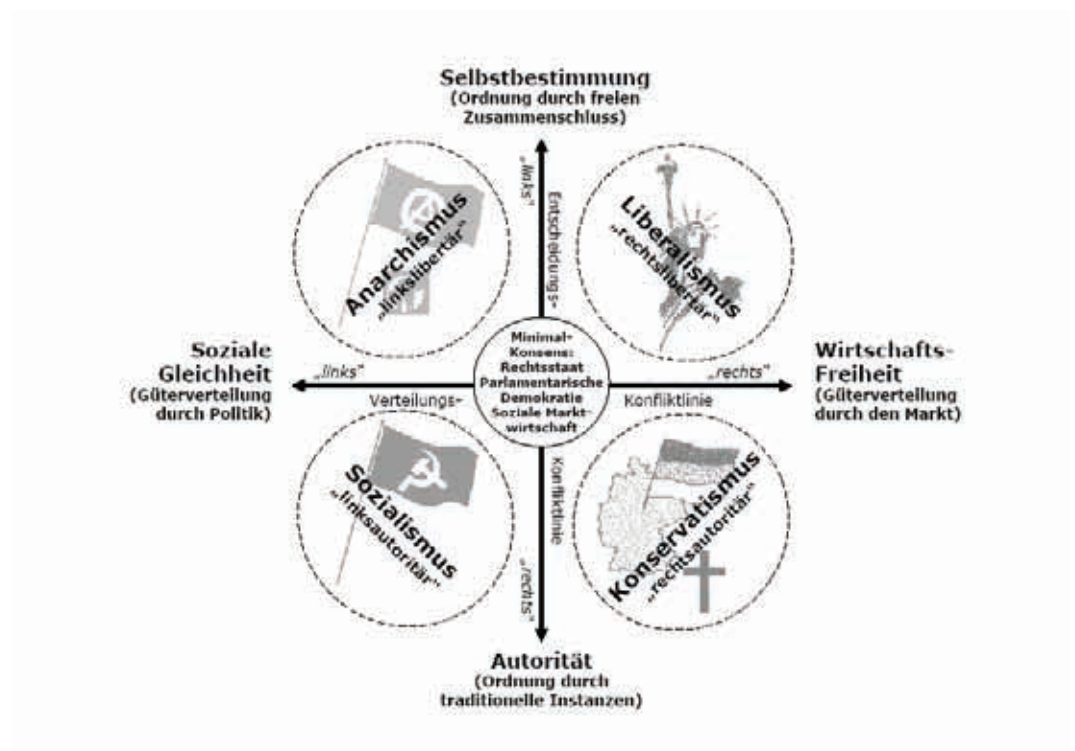 Selbstbestimmung
(Ordnung durch freien
Zusammenschluss)
„links"
Entscheidungs-
Anarchismus
„linkslibertär"
Liberalismus
„rechtslibertär"
Soziale
Gleichheit
(Güterverteilung
durch Politik)
„links"
Verteilungs-
Minimal-
Konsens:
Rechtsstaat
Parlamentarische
Demokratie
Soziale Markt-
wirtschaft
„rechts"
Konfliktlinie
Wirtschafts-
Freiheit
(Güterverteilung
durch den Markt)
Sozialismus
„linksautoritär"
Konfliktlinie
„rechts"
Konservatismus
„rechtsautoritär"
Autorität
(Ordnung durch
traditionelle Instanzen)